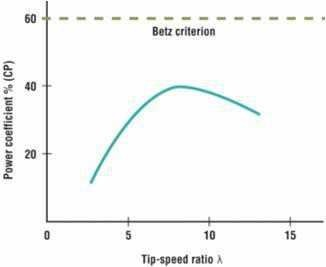 60
Betz criterion
40
20
Power coefficient % (CP)
0
5
10
15
Tip-speed ratio λ